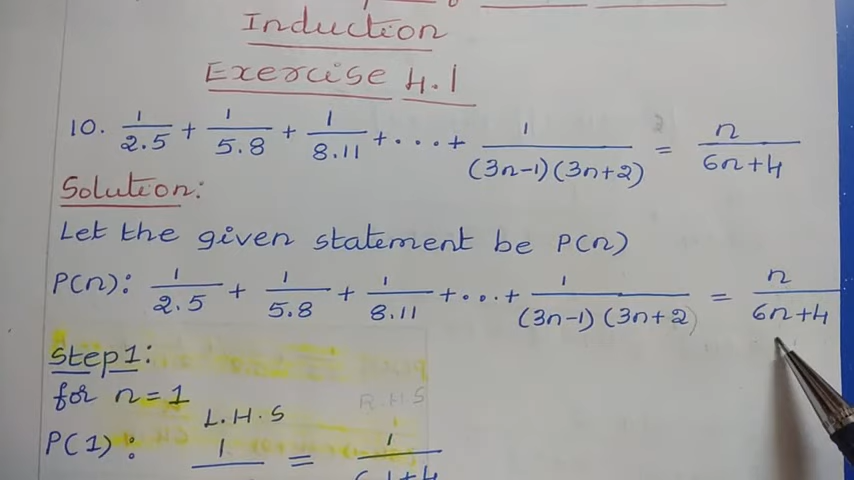 Induction
Exercise 4.1
10. 1/2.5 + 1/5.8 + 1/8.11 + ... + 1/(3n-1)(3n+2) = n/6n+4
Solution:
Let the given statement be P(n)
P(n): 1/2.5 + 1/5.8 + 1/8.11 + ... + 1/(3n-1)(3n+2) = n/6n+4
Step1:
for n=1
L.H.S R.H.S
P(1): 1/ = 1/